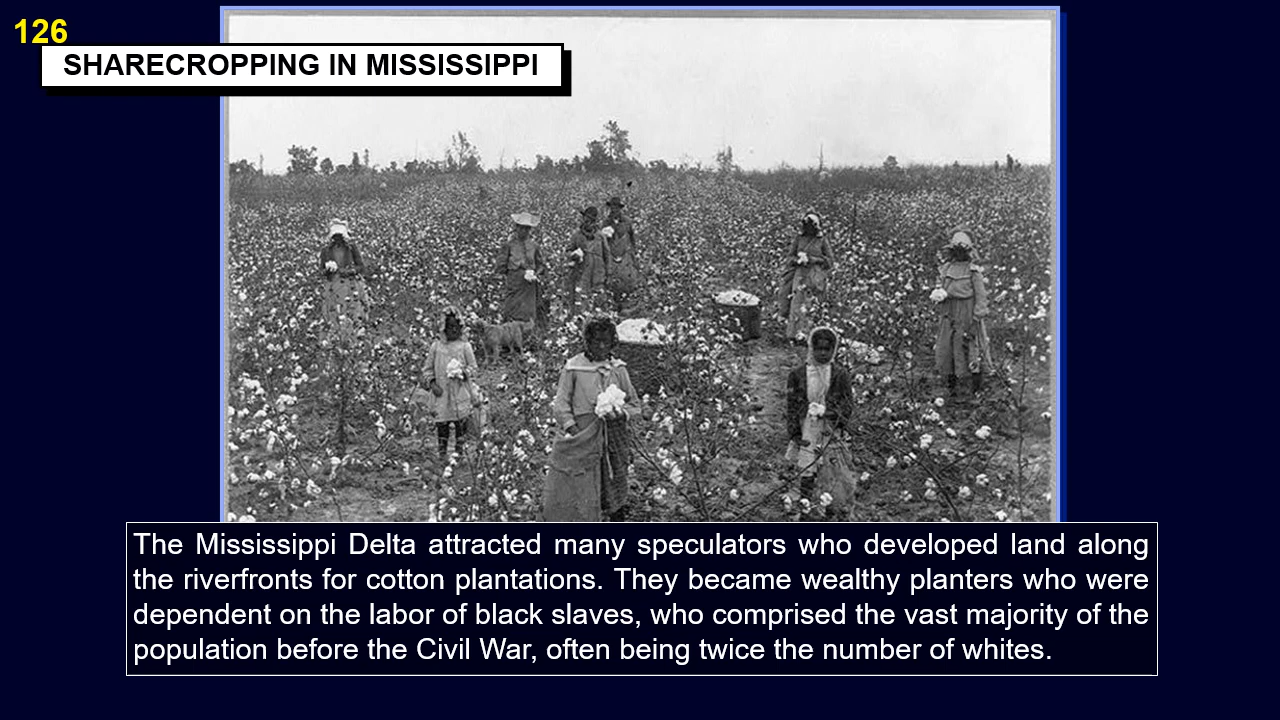 126
SHARECROPPING IN MISSISSIPPI
The Mississippi Delta attracted many speculators who developed land along
the riverfronts for cotton plantations. They became wealthy planters who were
dependent on the labor of black slaves, who comprised the vast majority of the
population before the Civil War, often being twice the number of whites.